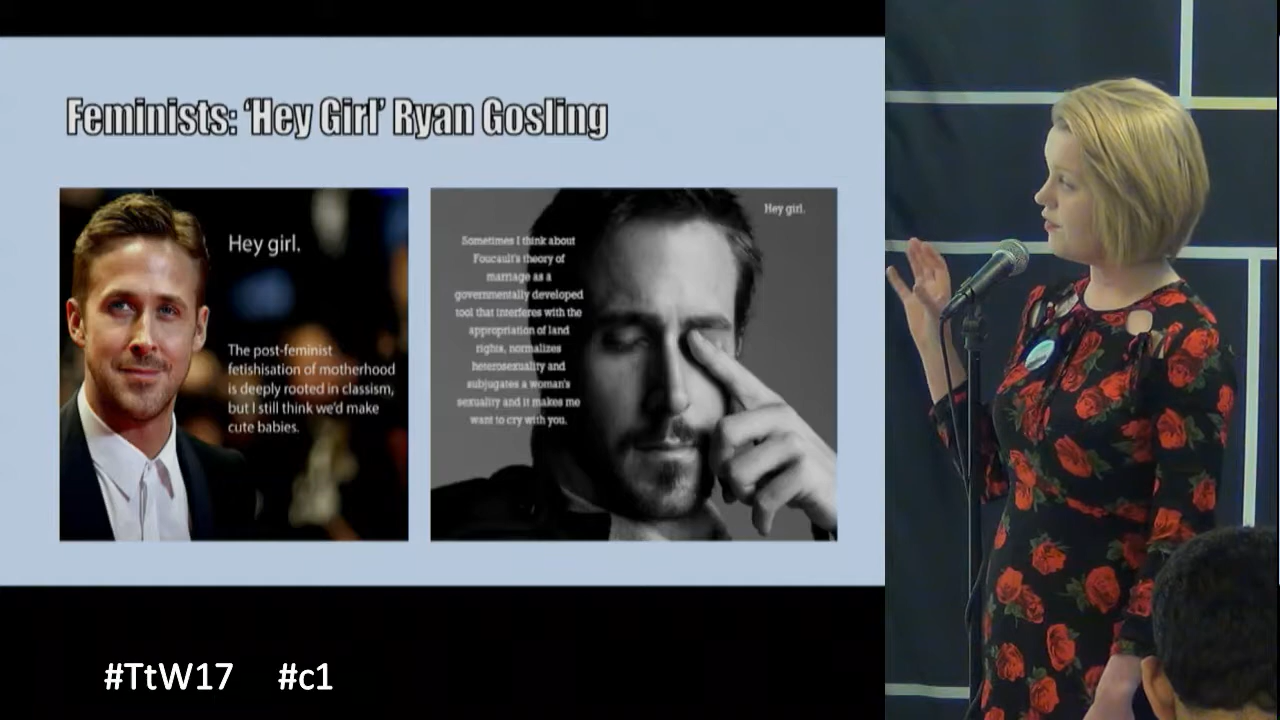 Feminists: 'Hey Girl' Ryan Gosling
Hey girl.
The post-feminist
fetishisation of motherhood
is deeply rooted in classism,
but I still think we'd make
cute babies.
Hey girl.
Sometimes I think about
Foucault's theory of
marriage as a
governmentally developed
tool that interferes with the
appropriation of land
rights, normalizes
heterosexuality and
subjugates a woman's
sexuality and it makes me
want to cry with you.
#TtW17 #c1